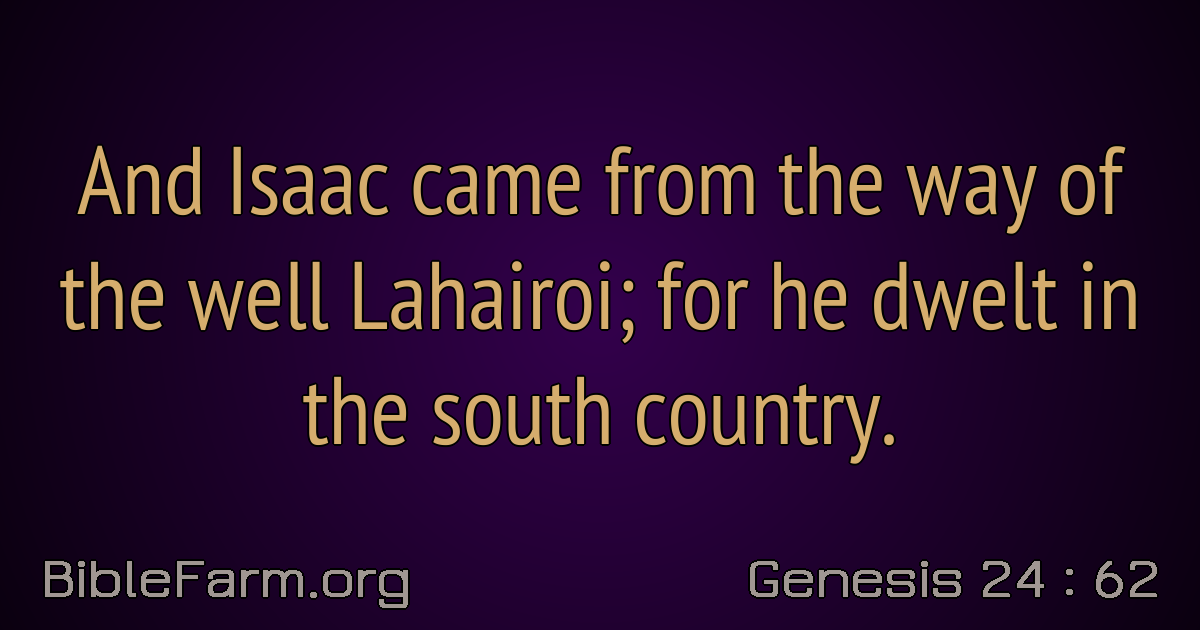 And Isaac came from the way of
the well Lahairoi; for he dwelt in
the south country.
BibleFarm.org
Genesis 24 : 62